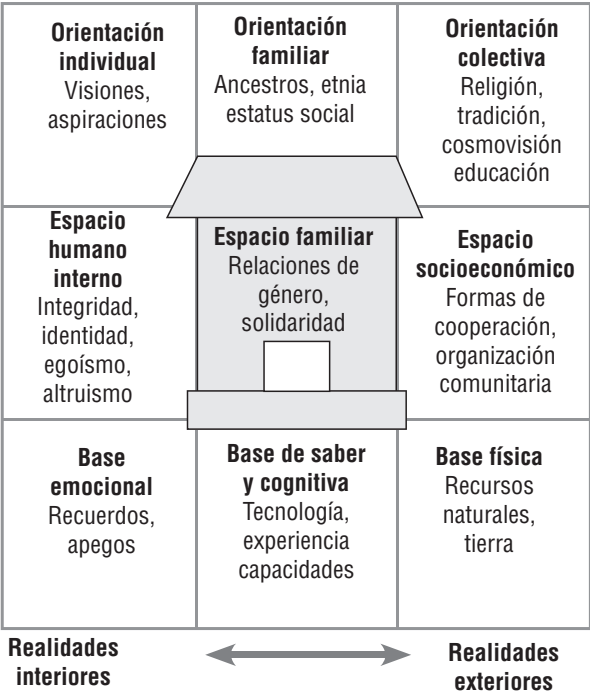 Orientación
individual
Visiones,
aspiraciones
Orientación
familiar
Ancestros, etnia
estatus social
Orientación
colectiva
Religión,
tradición,
cosmovisión
educación
Espacio
humano
interno
Integridad,
identidad,
egoísmo,
altruismo
Espacio familiar
Relaciones de
género,
solidaridad
Espacio
socioeconómico
Formas de
cooperación,
organización
comunitaria
Base
emocional
Recuerdos,
apegos
Base de saber
y cognitiva
Tecnología,
experiencia
capacidades
Base física
Recursos
naturales,
tierra
Realidades
interiores
Realidades
exteriores